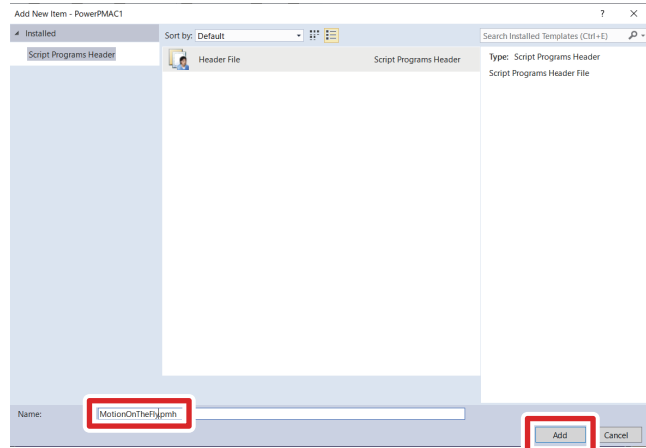 Add New Item - PowerPMAC1 ? ×
Installed
Sort by: Default
Search Installed Templates (Ctrl+E)
Script Programs Header
Header File Script Programs Header
Type: Script Programs Header
Script Programs Header File
Name: MotionOnTheFly.pmh
Add Cancel